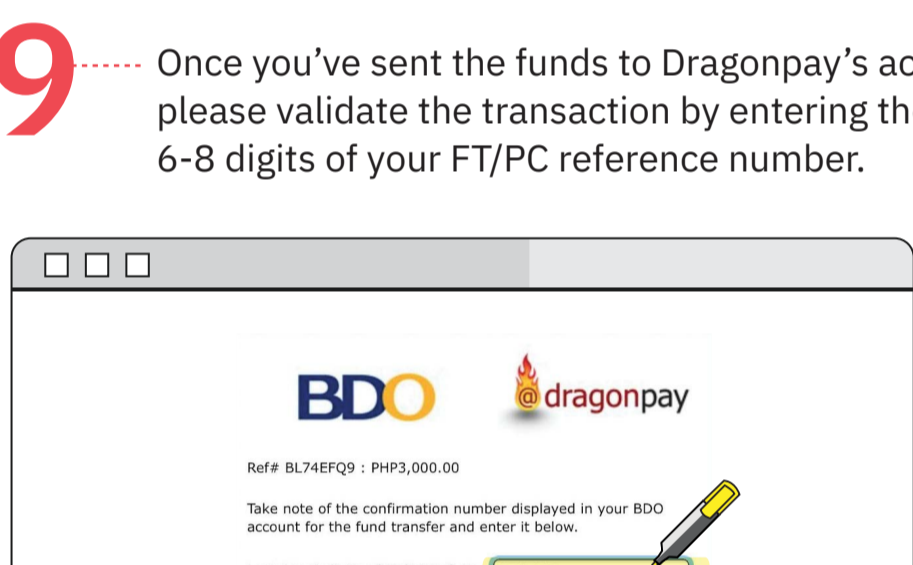 9
Once you've sent the funds to Dragonpay's
please validate the transaction by entering
6-8 digits of your FT/PC reference number.
BDO
@dragonpay
Ref# BL74EFQ9 : PHP3,000.00
Take note of the confirmation number displayed in your BDO
account for the fund transfer and enter it below.